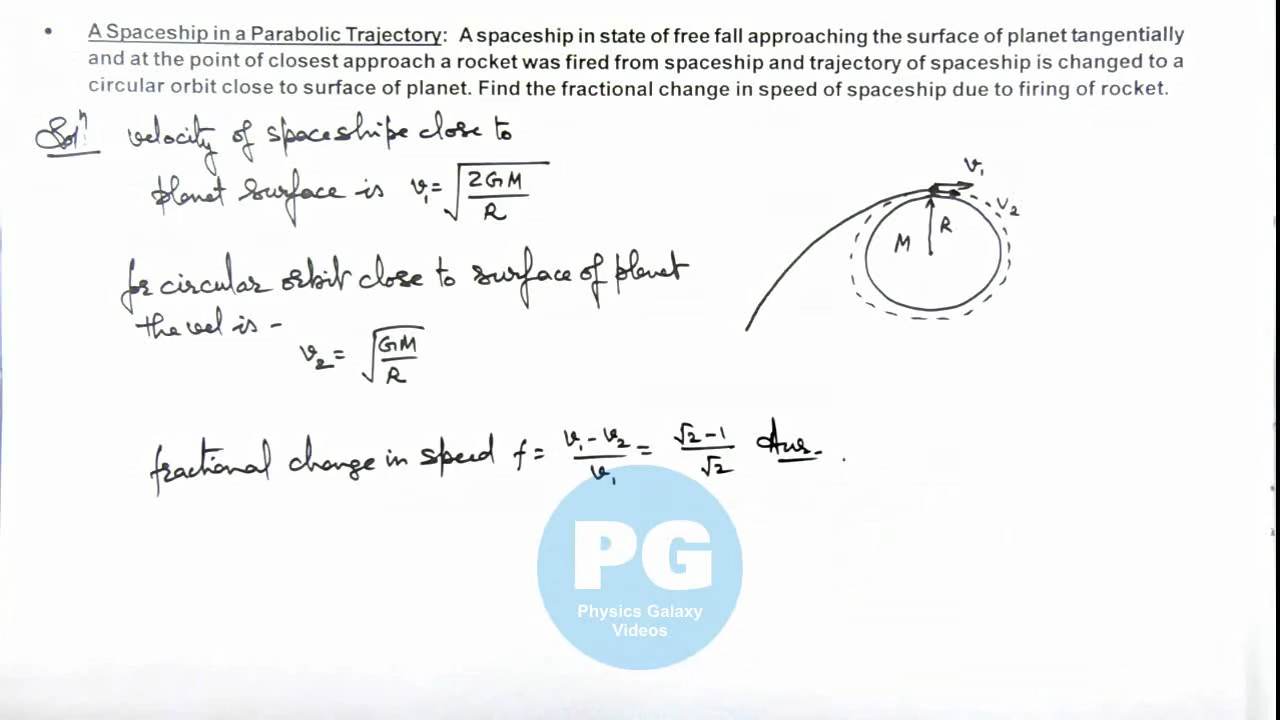 • A Spaceship in a Parabolic Trajectory: A spaceship in state of free fall approaching the surface of planet tangentially
and at the point of closest approach a rocket was fired from spaceship and trajectory of spaceship is changed to a
circular orbit close to surface of planet. Find the fractional change in speed of spaceship due to firing of rocket.
Solⁿ: velocity of spaceshipe close to
planet surface is v₁ = √(2GM/R)
for circular orbit close to surface of planet
the vel is -
v₂ = √(GM/R)
v₁
v₂
M R
fractional change in speed f = (v₁ - v₂)/v₁ = (√2 - 1)/√2 Ans.
PG
Physics Galaxy
Videos